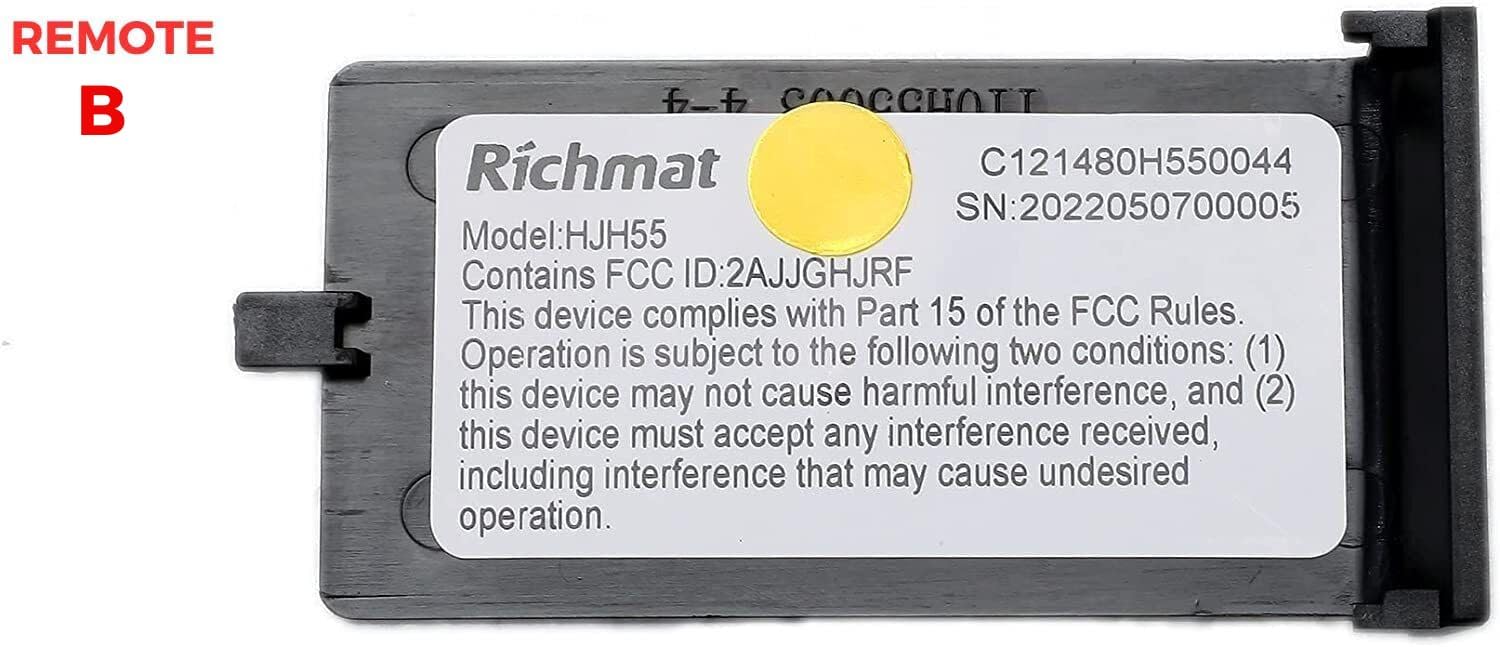 REMOTE
B
Richmat
C121480H550044
SN:2022050700005
Model:HJH55
Contains FCC ID:2AJJGHJRF
This device complies with Part 15 of the FCC Rules.
Operation is subject to the following two conditions: (1)
this device may not cause harmful interference, and (2)
this device must accept any interference received,
including interference that may cause undesired
operation.